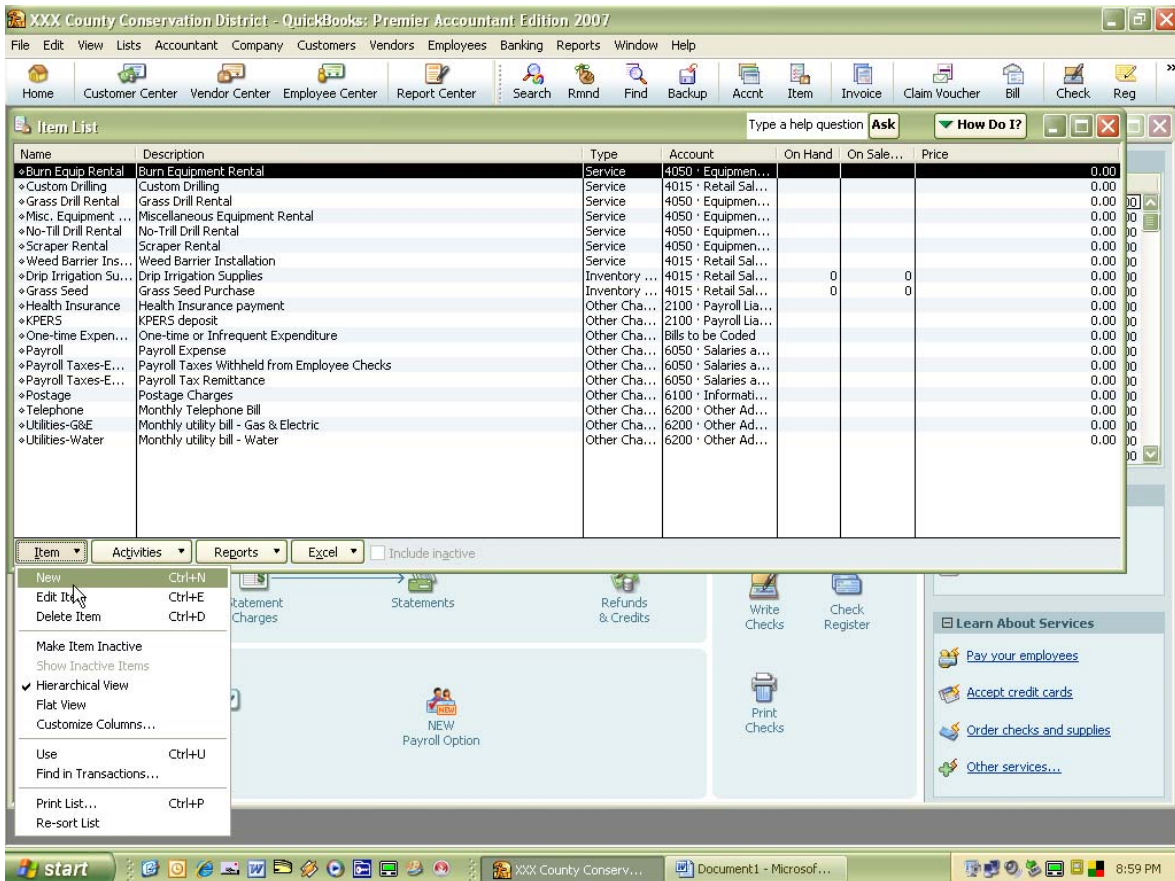 XXX County Conservation District - QuickBooks: Premier Accountant Edition 2007
File Edit View Lists Accountant Company Customers Vendors Employees Banking Reports Window Help
Home Customer Center Vendor Center Employee Center Report Center Search Rmnd Find Backup Accnt Item Invoice Claim Voucher Bill Check Reg »
Item List Type a help question Ask How Do I?
Name Description Type Account On Hand On Sale... Price
Burn Equip Rental Burn Equipment Rental Service 4050 · Equipmen... 0.00
Custom Drilling Custom Drilling Service 4015 · Retail Sal... 0.00
Grass Drill Rental Grass Drill Rental Service 4050 · Equipmen... 0.00
Misc. Equipment ... Miscellaneous Equipment Rental Service 4050 · Equipmen... 0.00
No-Till Drill Rental No-Trill Drill Rental Service 4050 · Equipmen... 0.00
Scraper Rental Scraper Rental Service 4050 · Equipmen... 0.00
Weed Barrier Ins... Weed Barrier Installation Service 4015 · Retail Sal... 0.00
Drip Irrigation Su... Drip Irrigation Supplies Inventory ... 4015 · Retail Sal... 0 0 0.00
Grass Seed Grass Seed Purchase Inventory ... 4015 · Retail Sal... 0 0 0.00
Health Insurance Health Insurance payment Other Cha... 2100 · Payroll Lia... 0.00
KPERS KPERS deposit Other Cha... 2100 · Payroll Lia... 0.00
One-time Expen... One-time or Infrequent Expenditure Other Cha... Bills to be Coded 0.00
Payroll Payroll Expense Other Cha... 6050 · Salaries a... 0.00
Payroll Taxes-E... Payroll Taxes Withheld from Employee Checks Other Cha... 6050 · Salaries a... 0.00
Payroll Taxes-E... Payroll Tax Remittance Other Cha... 6050 · Salaries a... 0.00
Postage Postage Charges Other Cha... 6100 · Informati... 0.00
Telephone Monthly Telephone Bill Other Cha... 6200 · Other Ad... 0.00
Utilities-G&E Monthly utility bill - Gas & Electric Other Cha... 6200 · Other Ad... 0.00
Utilities-Water Monthly utility bill - Water Other Cha... 6200 · Other Ad... 0.00
Item Activities Reports Excel Include inactive
New Ctrl+N
Edit Ite Ctrl+E
Delete Item Ctrl+D
Make Item Inactive
Show Inactive Items
Hierarchical View
Flat View
Customize Columns...
Use Ctrl+U
Find in Transactions...
Print List... Ctrl+P
Re-sort List
Statements
Charges
Refunds
& Credits
Write
Checks
Check
Register
NEW
NEW
Payroll Option
Print
Checks
Learn About Services
Pay your employees
Accept credit cards
Order checks and supplies
Other services...
start XXX County Conserv... Document1 - Microsof... 8:59 PM